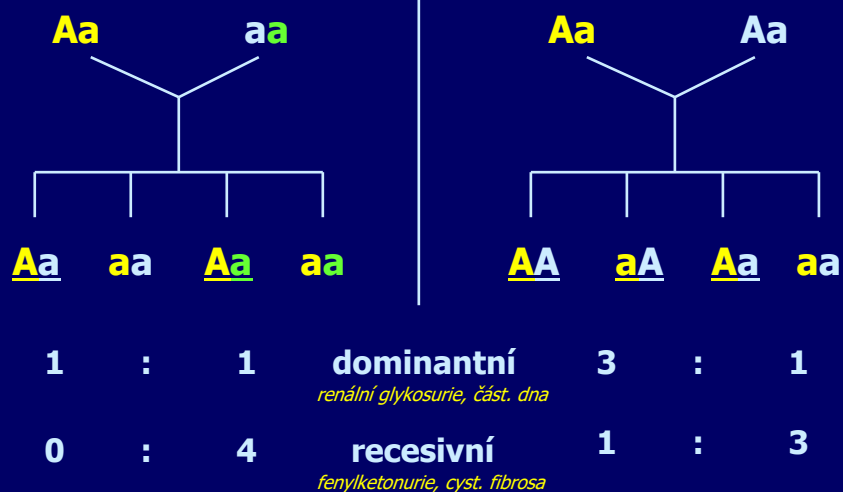 Aa aa Aa Aa
Aa aa Aa aa AA aA Aa aa
1 : 1 dominantní 3 : 1
renální glykosurie, část. dna
0 : 4 recesivní 1 : 3
fenylketonurie, cyst. fibrosa